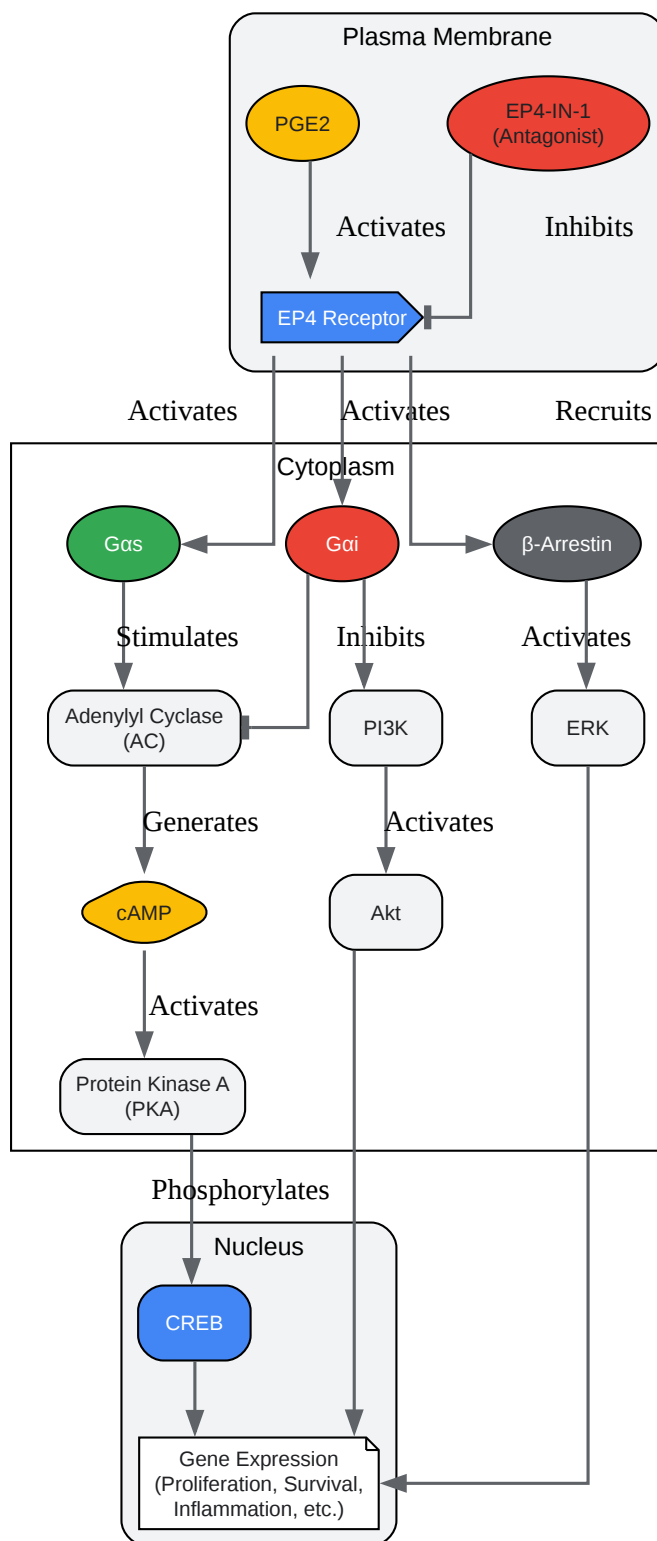 Plasma Membrane
PGE2
EP4-IN-1
(Antagonist)
Activates
Inhibits
EP4 Receptor
Activates
Activates
Recruits
Cytoplasm
Gαs
Gαi
β-Arrestin
Stimulates
Inhibits
Activates
Adenylyl Cyclase
(AC)
PI3K
ERK
Generates
Activates
cAMP
Akt
Activates
Protein Kinase A
(PKA)
Phosphorylates
Nucleus
CREB
Gene Expression
(Proliferation, Survival,
Inflammation, etc.)